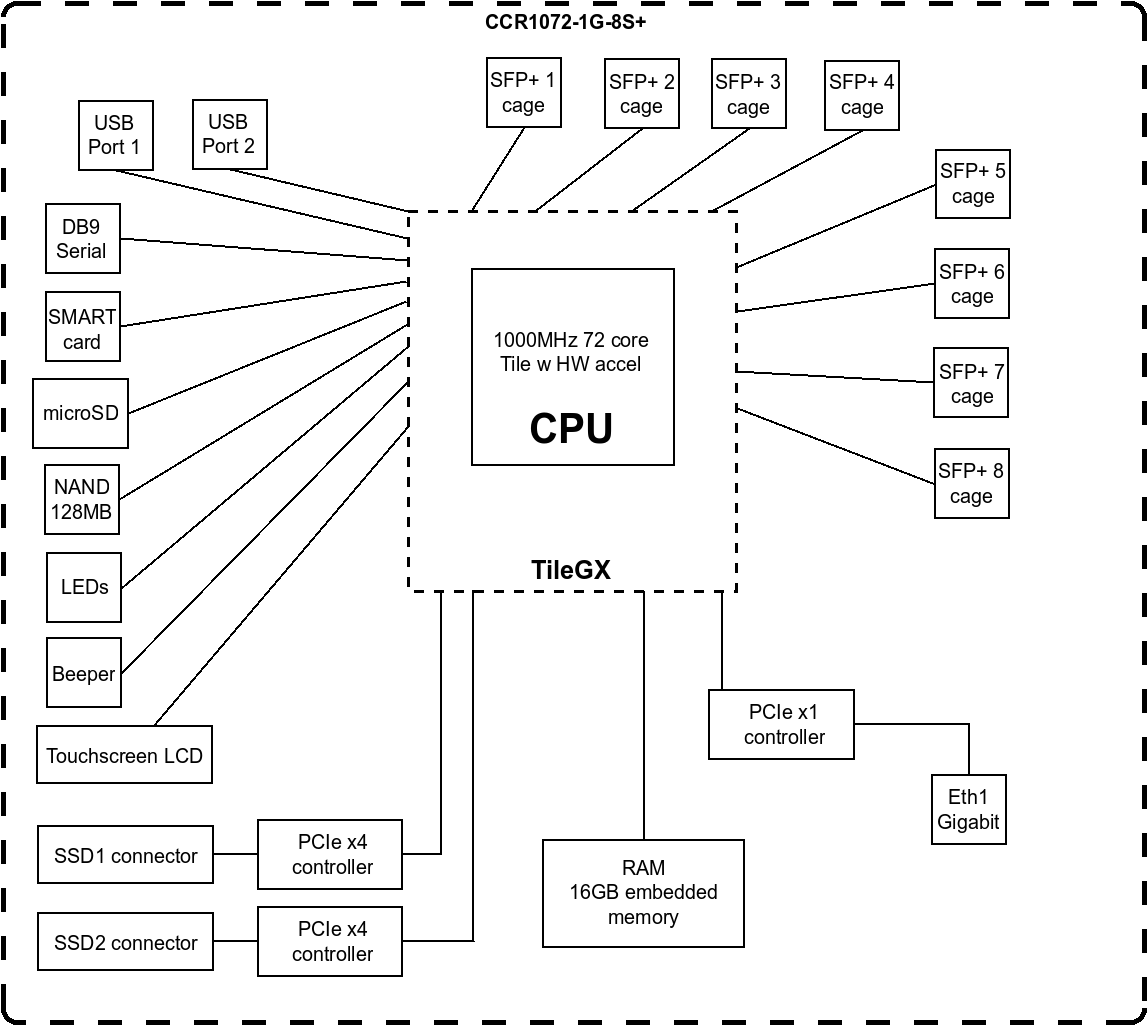 CCR1072-1G-8S+
SFP+ 1
cage
SFP+ 2
cage
SFP+ 3
cage
SFP+ 4
cage
USB
Port 1
USB
Port 2
SFP+ 5
cage
DB9
Serial
SFP+ 6
cage
SMART
card
1000MHz 72 core
Tile w HW accel
CPU
SFP+ 7
cage
microSD
SFP+ 8
cage
NAND
128MB
TileGX
LEDs
Beeper
Touchscreen LCD
PCIe x1
controller
Eth1
Gigabit
SSD1 connector
PCIe x4
controller
RAM
16GB embedded
memory
SSD2 connector
PCIe x4
controller